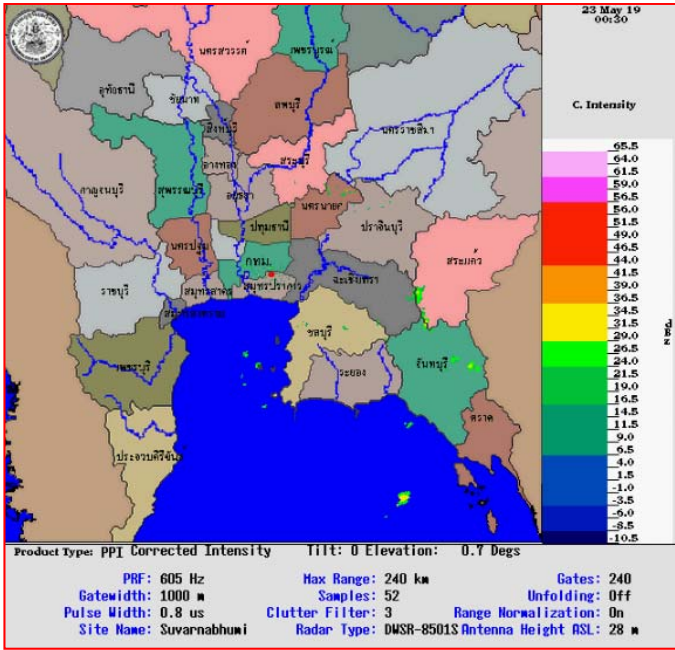 23 May 19
00:30
C. Intensity
นครสวรรค์
เพชรบูรณ์
อุทัยธานี
ชัยนาท
ลพบุรี
สิงหบุรี
นครราชสีมา
อ่างทอง
สระบุรี
กาญจนบุรี
สุพรรณบุรี
อยุธยา
นครนายก
ปราจีนบุรี
ปทุมธานี
นครปฐม
กทม.
สระแก้ว
ราชบุรี
สมุทรสาคร
สมุทรปราการ
ฉะเชิงเทรา
สมุทรสงคราม
ชลบุรี
เพชรบุรี
ระยอง
จันทบุรี
ตราด
ประจวบคีรีขันธ์
65.5
64.0
61.5
59.0
56.5
56.0
51.5
49.0
46.5
44.0
41.5
39.0
36.5
34.5
31.5
29.0
26.5
24.0
21.5
19.0
16.5
14.5
11.5
9.0
6.5
4.0
1.5
-1.0
-3.5
-6.0
-8.5
-10.5
Product Type: PPI Corrected Intensity Tilt: 0 Elevation: 0.7 Degs
PRF: 605 Hz Max Range: 240 km Gates: 240
Gatewidth: 1000 m Samples: 52 Unfolding: Off
Pulse Width: 0.8 us Clutter Filter: 3 Range Normalization: On
Site Name: Suvarnabhumi Radar Type: DWSR-8501S Antenna Height ASL: 28 m